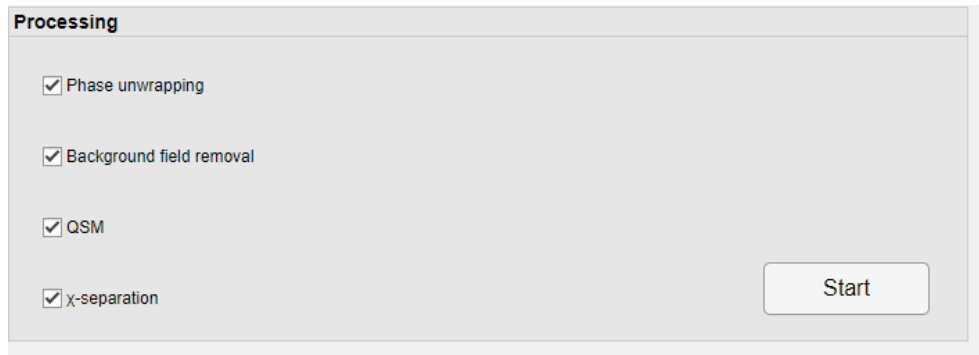 Processing
Phase unwrapping
Background field removal
QSM
χ-separation
Start